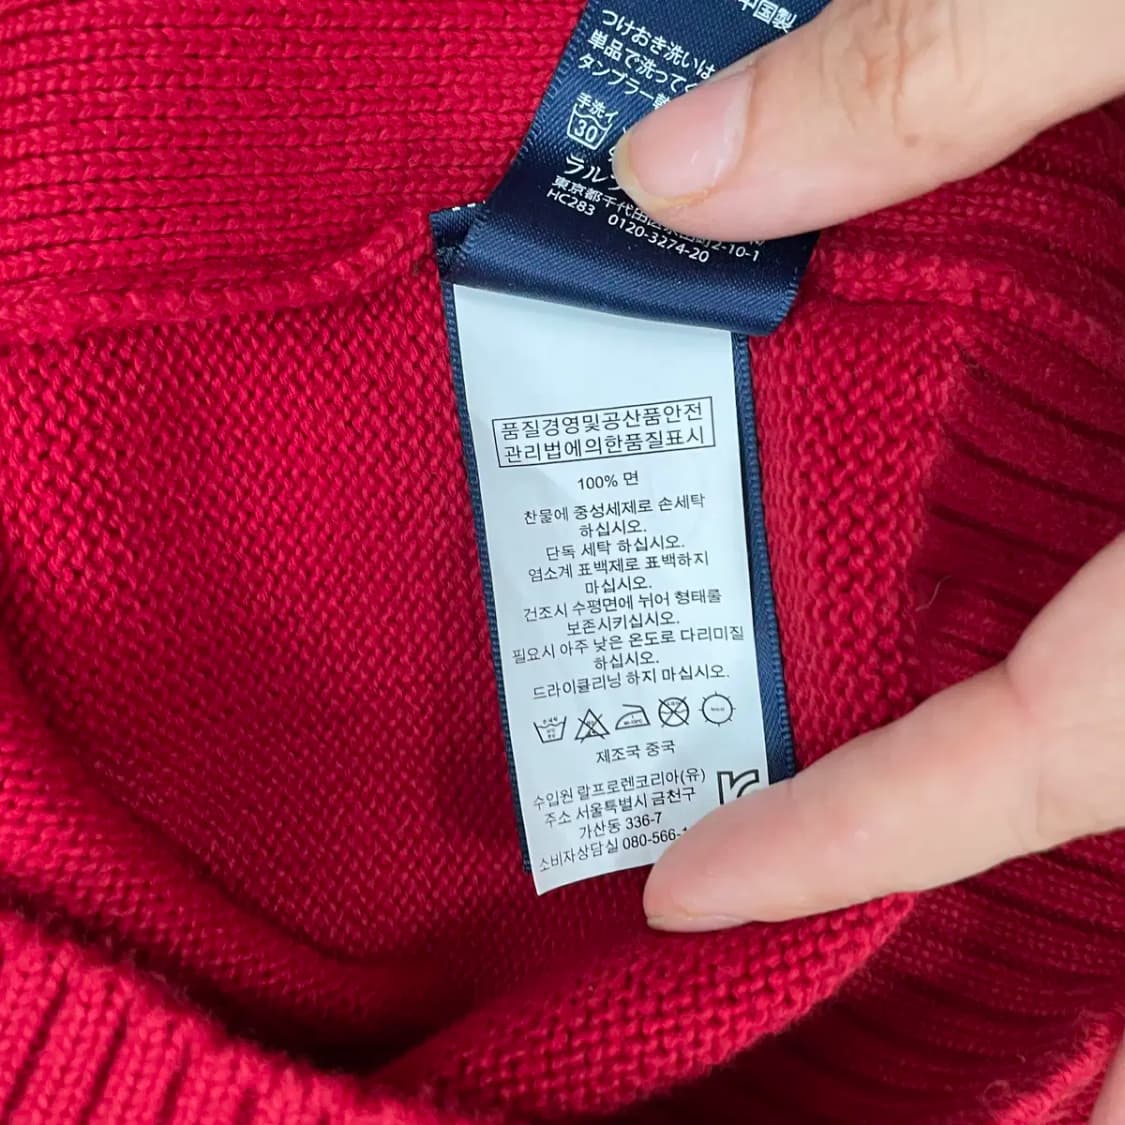 中国製
つけおき洗いは
単品で洗って
タンブラー
手洗イ
30
ラル
東京都千代田区永田町2-10-1
HC283 0120-3274-20
품질경영및공산품안전
관리법에의한품질표시
100% 면
찬물에 중성세제로 손세탁
하십시오.
단독 세탁 하십시오.
염소계 표백제로 표백하지
마십시오.
건조시 수평면에 뉘어 형태를
보존시키십시오.
필요시 아주 낮은 온도로 다리미질
하십시오.
드라이클리닝 하지 마십시오.
제조국 중국
수입원 랄프로렌코리아(유)
주소 서울특별시 금천구
가산동 336-7
소비자상담실 080-566-